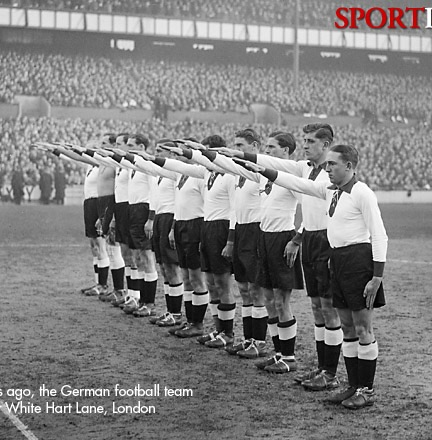 SPORT
s ago, the German football team
White Hart Lane, London